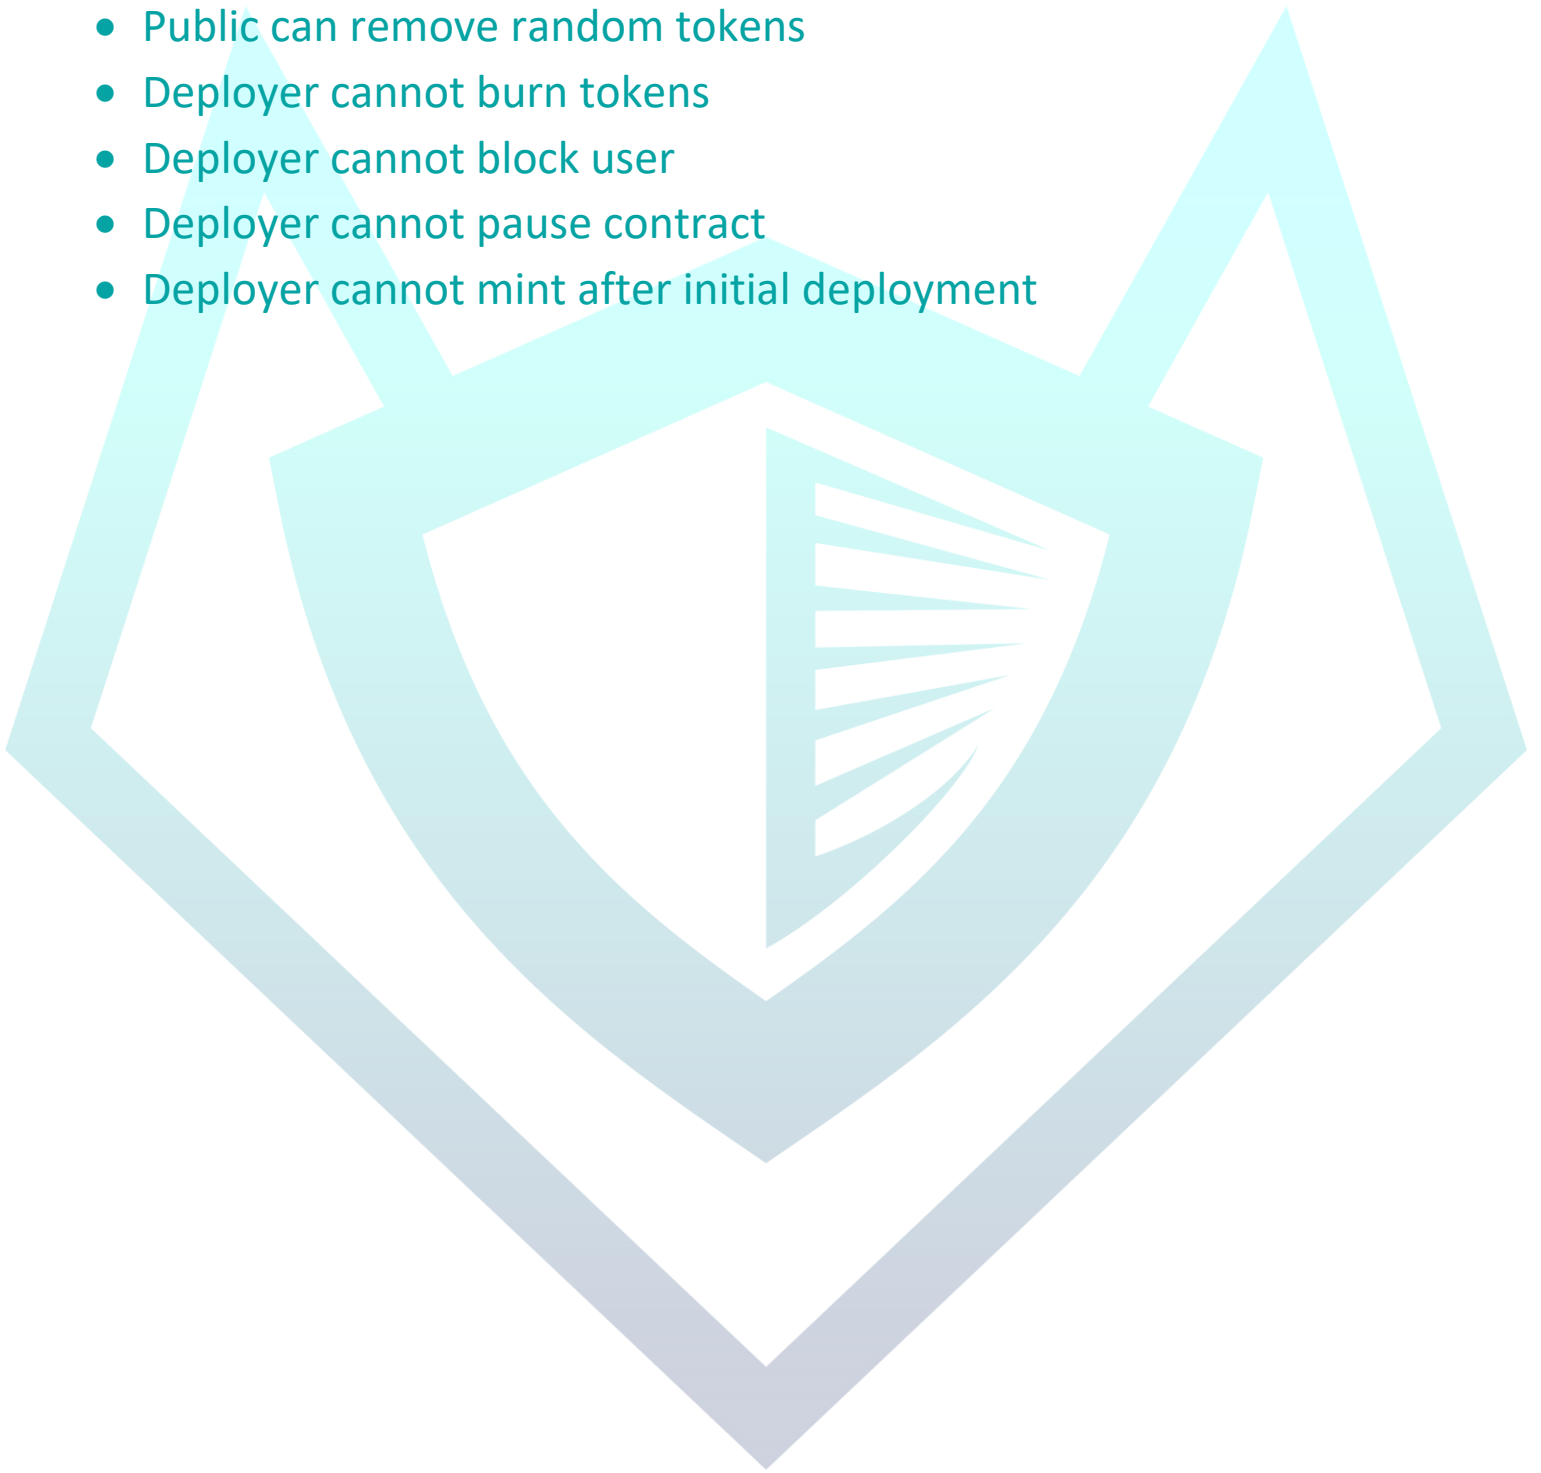 • Public can remove random tokens
• Deployer cannot burn tokens
• Deployer cannot block user
• Deployer cannot pause contract
• Deployer cannot mint after initial deployment